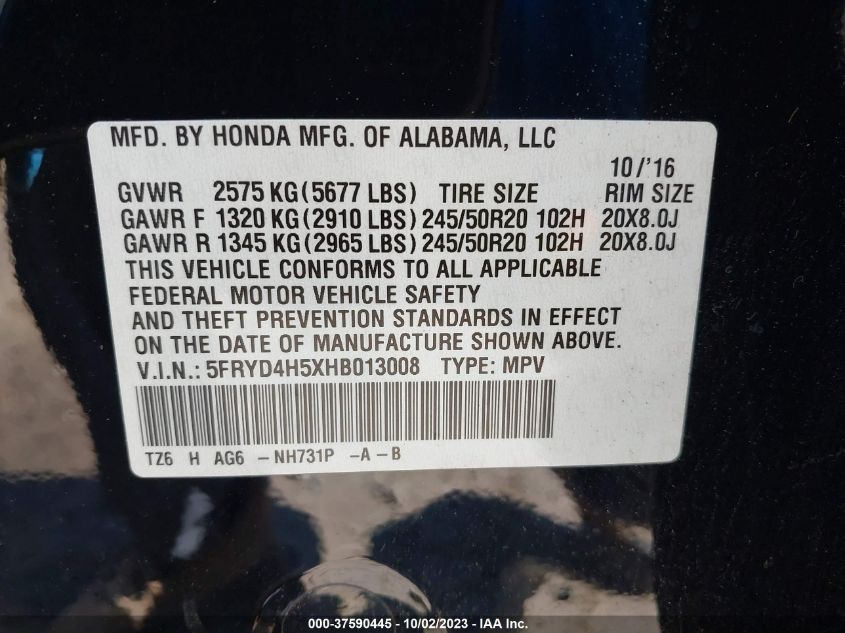 MFD. BY HONDA MFG. OF ALABAMA, LLC
10/'16
GVWR 2575 KG(5677 LBS) TIRE SIZE RIM SIZE
GAWR F 1320 KG(2910 LBS) 245/50R20 102H 20X8.0J
GAWR R 1345 KG(2965 LBS) 245/50R20 102H 20X8.0J
THIS VEHICLE CONFORMS TO ALL APPLICABLE
FEDERAL MOTOR VEHICLE SAFETY
AND THEFT PREVENTION STANDARDS IN EFFECT
ON THE DATE OF MANUFACTURE SHOWN ABOVE.
V.I.N.: 5FRYD4H5XHB013008 TYPE: MPV
TZ6 H AG6 -NH731P -A-B
000-37590445 - 10/02/2023 - IAA Inc.